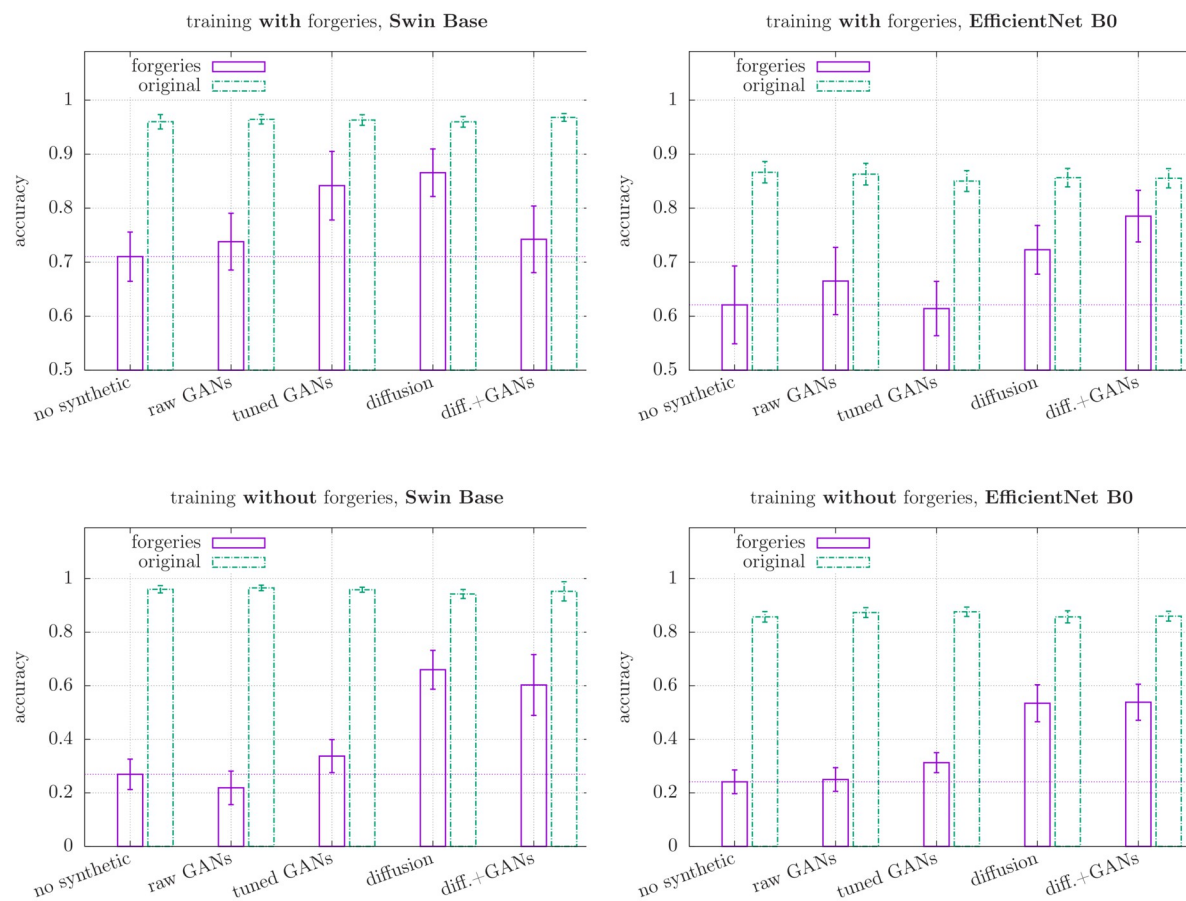 training with forgeries, Swin Base
forgeries
original
accuracy
1
0.9
0.8
0.7
0.6
0.5
no synthetic
raw GANs
tuned GANs
diffusion
diff.+GANs
training with forgeries, EfficientNet B0
forgeries
original
accuracy
1
0.9
0.8
0.7
0.6
0.5
no synthetic
raw GANs
tuned GANs
diffusion
diff.+GANs
training without forgeries, Swin Base
forgeries
original
accuracy
1
0.8
0.6
0.4
0.2
0
no synthetic
raw GANs
tuned GANs
diffusion
diff.+GANs
training without forgeries, EfficientNet B0
forgeries
original
accuracy
1
0.8
0.6
0.4
0.2
0
no synthetic
raw GANs
tuned GANs
diffusion
diff.+GANs